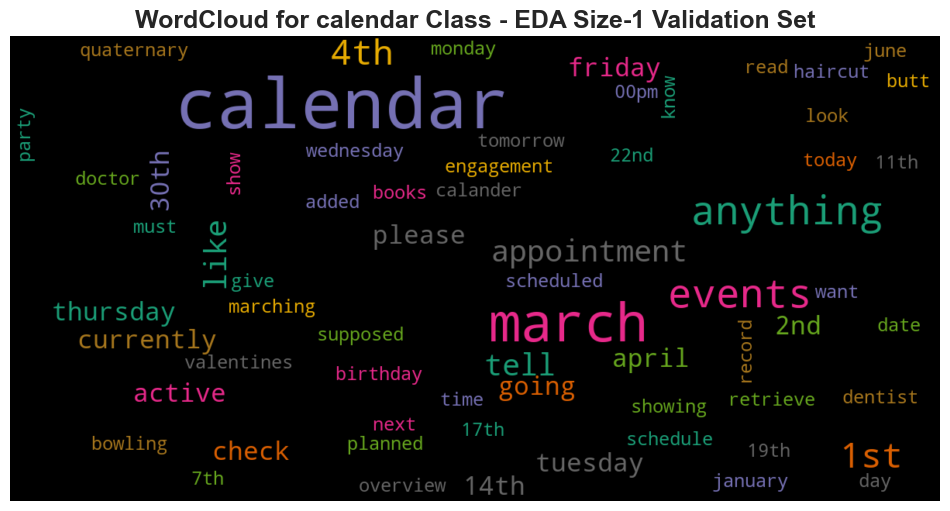 WordCloud for calendar Class - EDA Size-1 Validation Set
quaternary
4th
monday
june
friday
read
haircut
butt
calendar
00pm
know
party
look
tomorrow
wednesday
22nd
engagement
today
11th
30th
show
doctor
books
calander
added
anything
must
like
please
appointment
give
scheduled
events
want
marching
thursday
march
supposed
currently
2nd
date
record
valentines
tell
april
birthday
active
going
time
showing
retrieve
dentist
next
17th
bowling
planned
schedule
check
19th
1st
tuesday
7th
overview
14th
january
day